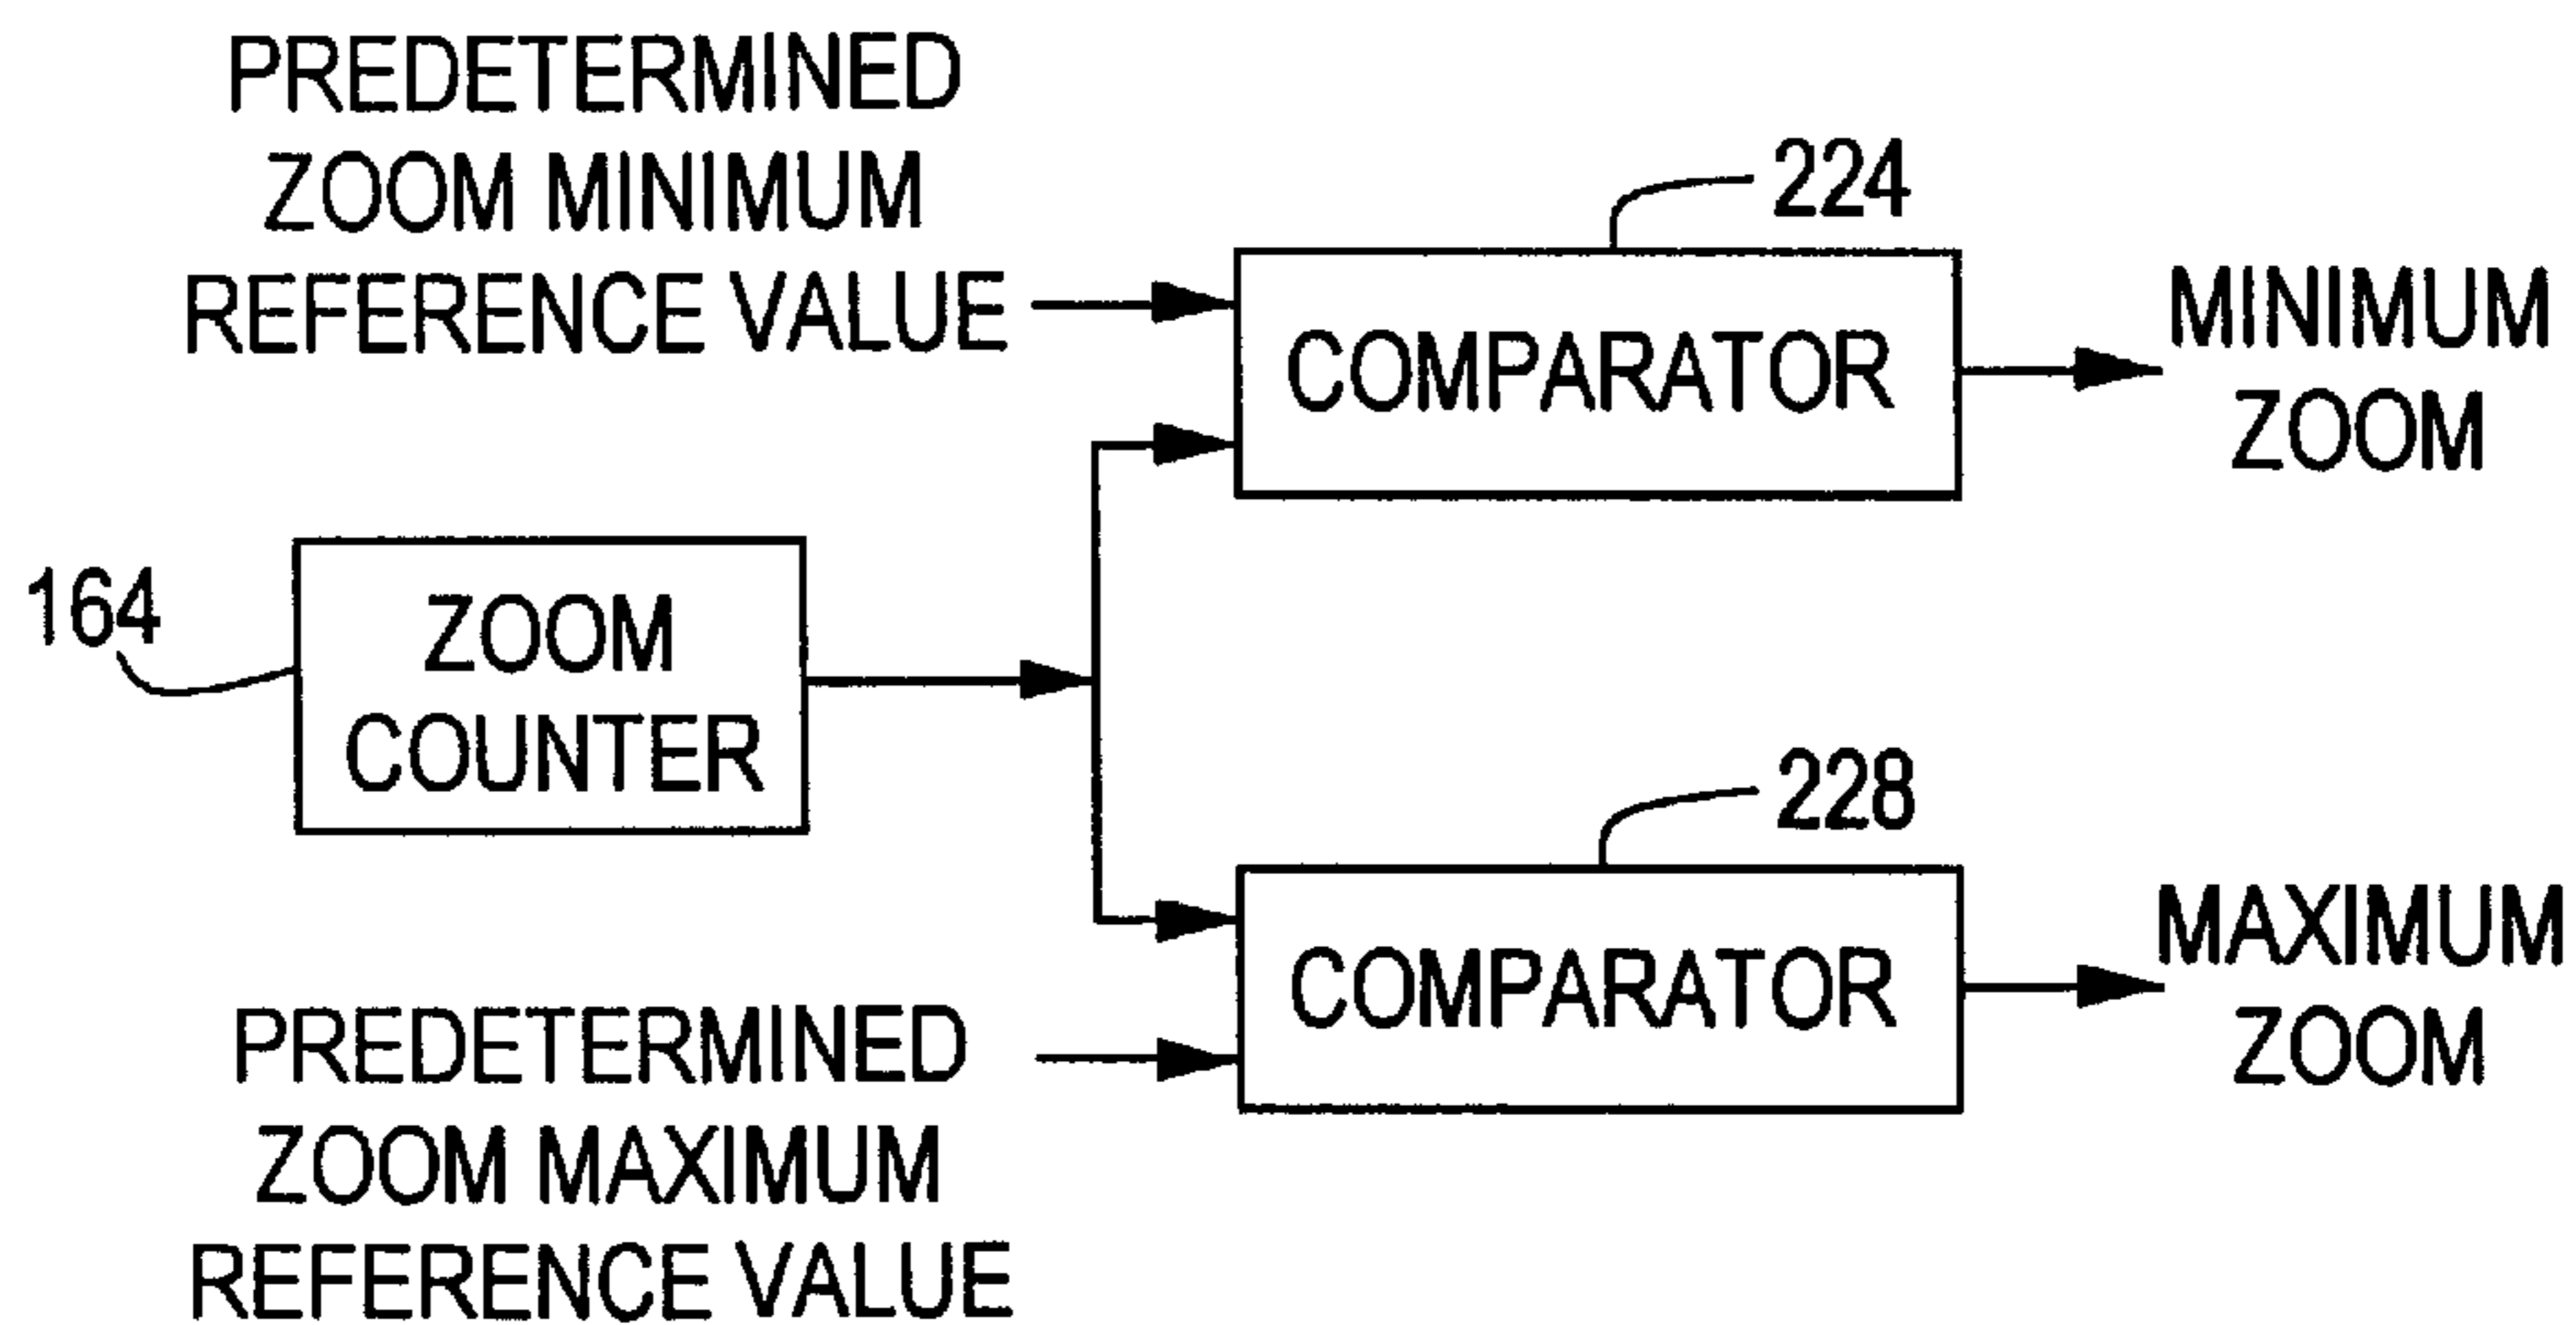 PREDETERMINED
ZOOM MINIMUM
REFERENCE VALUE
224
COMPARATOR
MINIMUM
ZOOM
164
ZOOM
COUNTER
228
COMPARATOR
MAXIMUM
ZOOM
PREDETERMINED
ZOOM MAXIMUM
REFERENCE VALUE